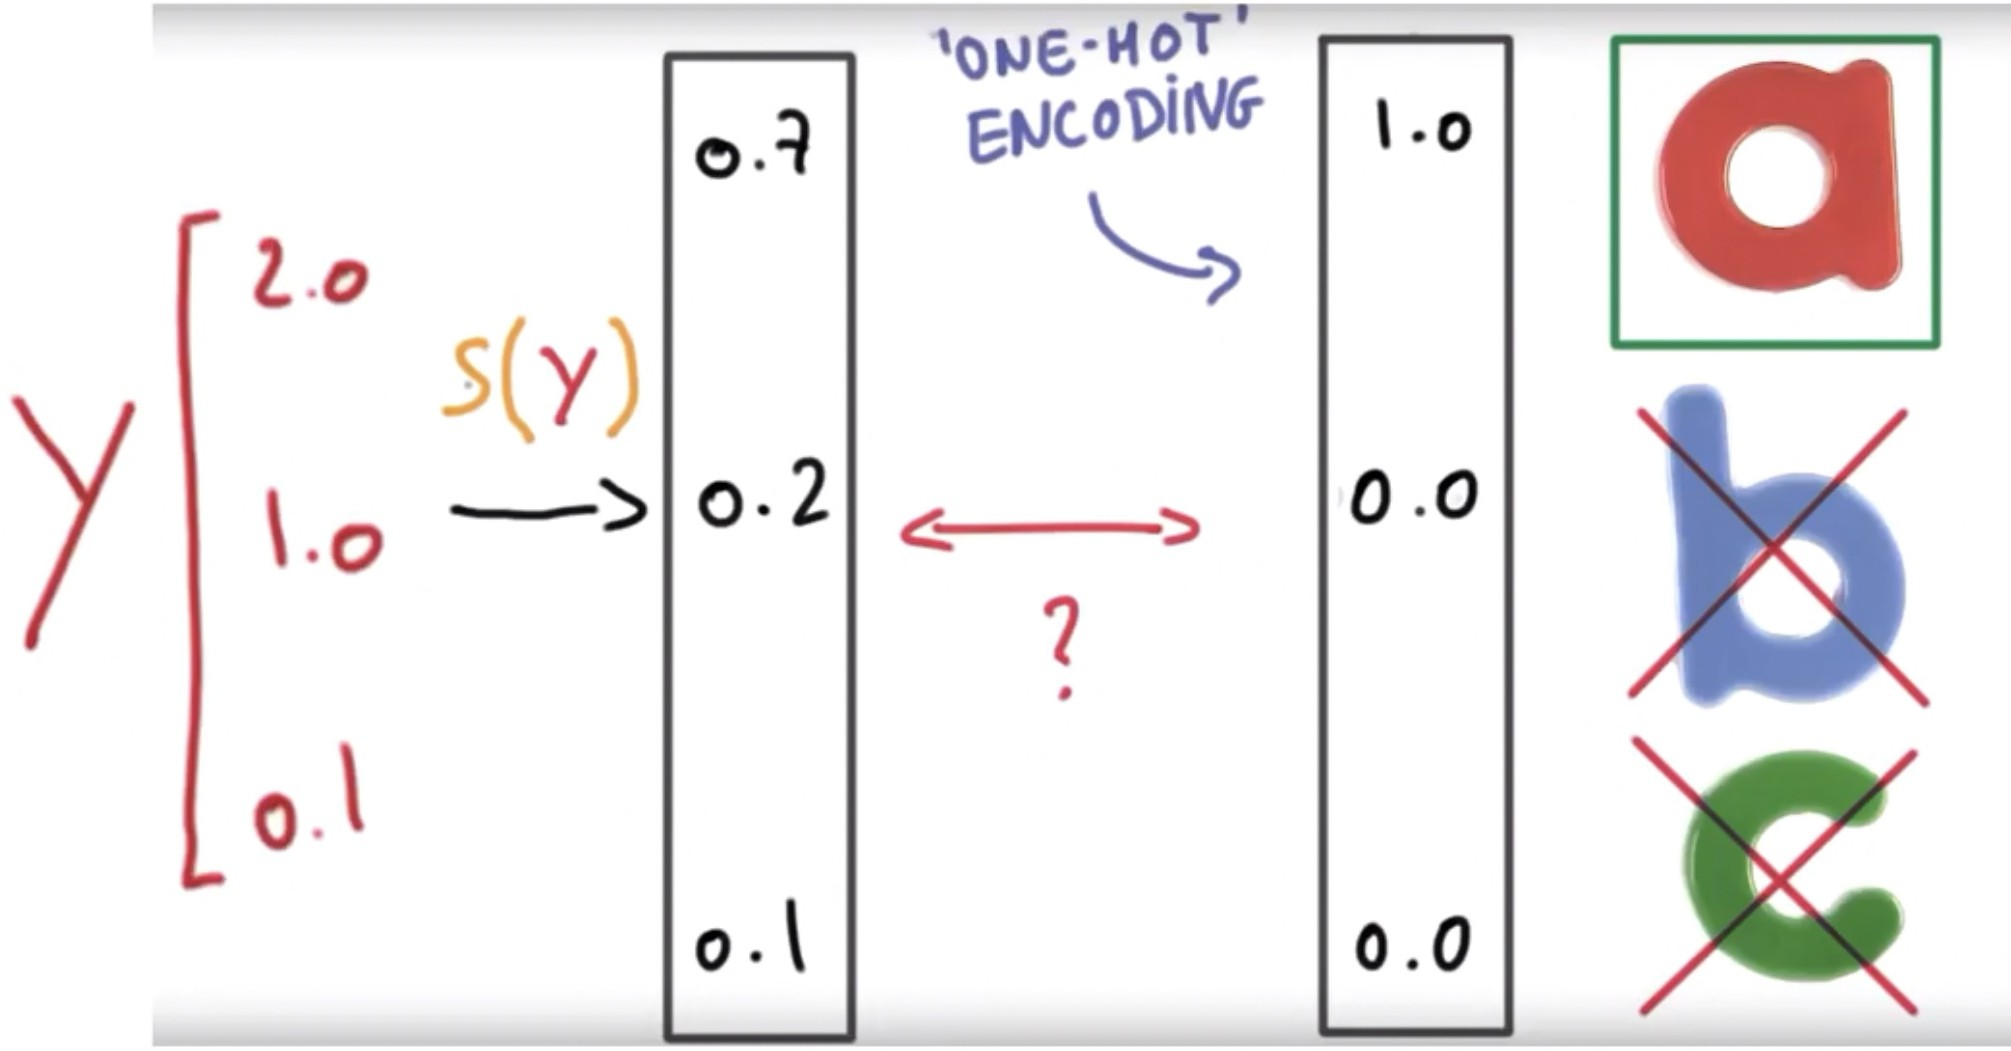 Y
2.0
1.0
0.1
S(Y)
0.7
0.2
0.1
'ONE-HOT'
ENCODING
?
1.0
0.0
0.0
a
b
c